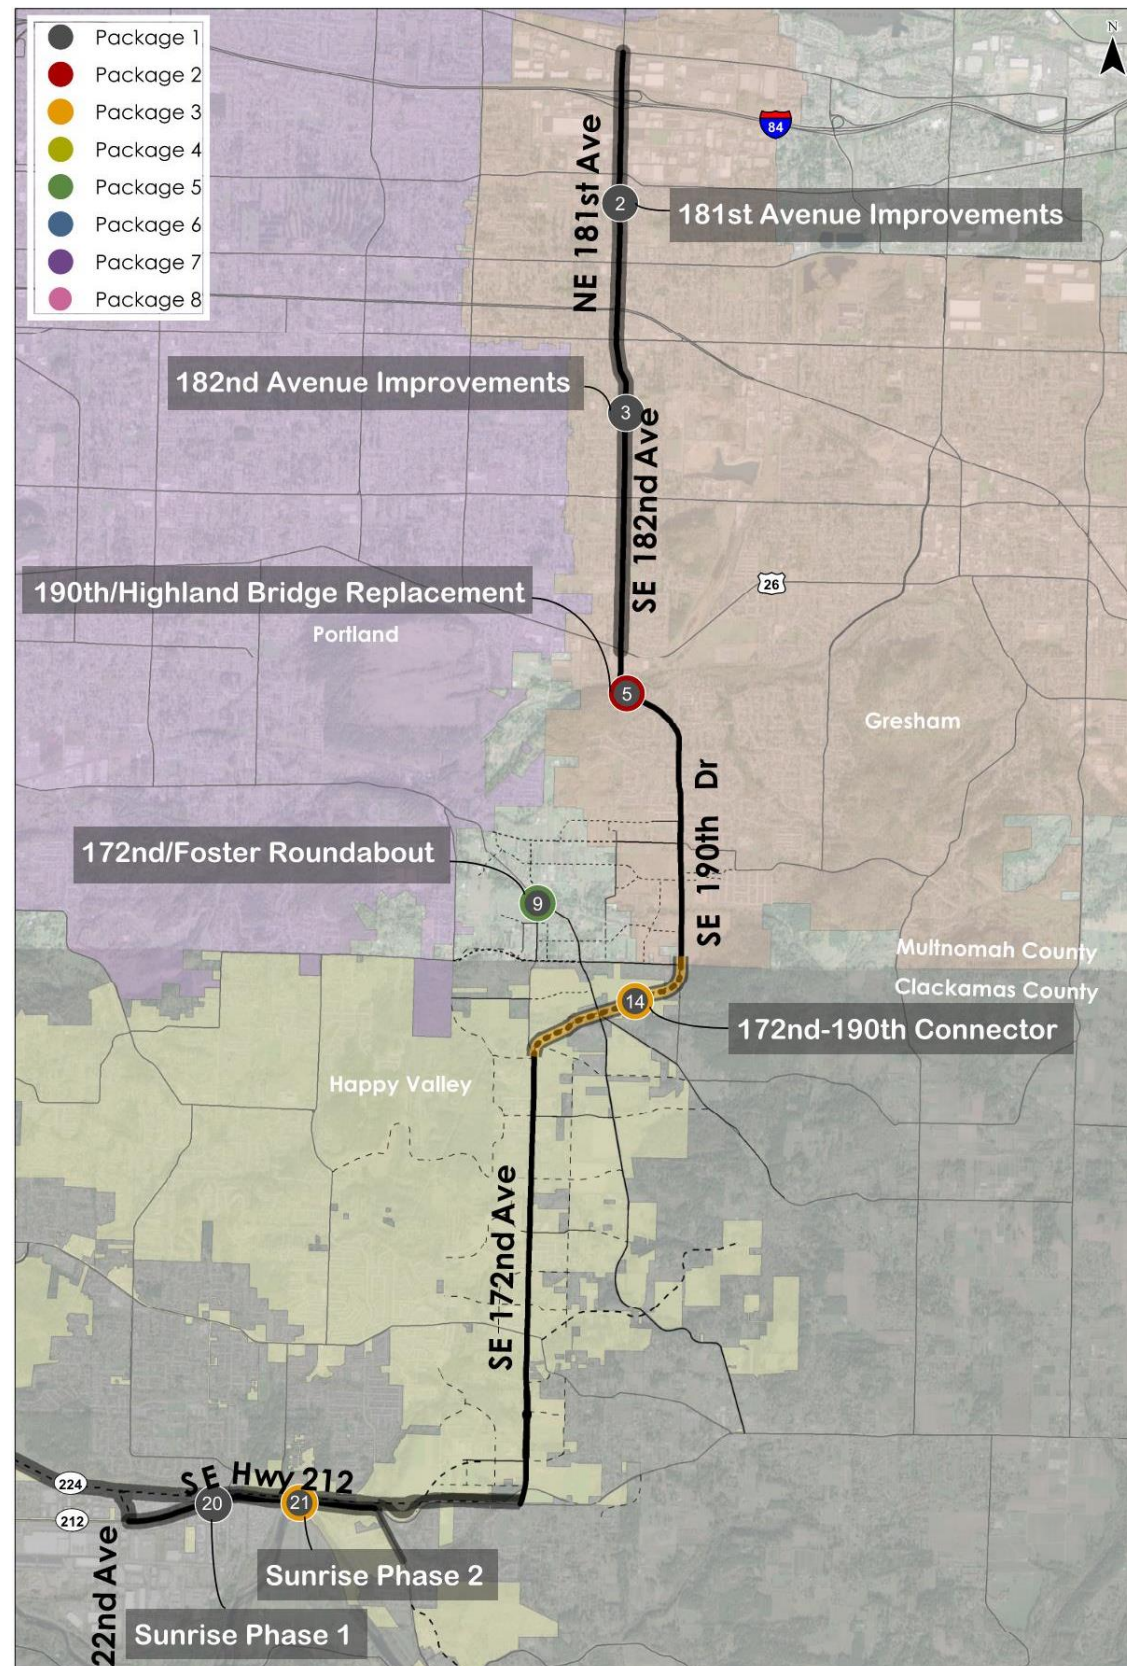 Package 1
Package 2
Package 3
Package 4
Package 5
Package 6
Package 7
Package 8
N
84
NE 181st Ave
2
181st Avenue Improvements
182nd Avenue Improvements
3
SE 182nd Ave
26
190th/Highland Bridge Replacement
Portland
5
Gresham
SE 190th Dr
172nd/Foster Roundabout
9
Multnomah County
Clackamas County
14
172nd-190th Connector
Happy Valley
SE 172nd Ave
SE Hwy 212
224
212
20
21
22nd Ave
Sunrise Phase 2
Sunrise Phase 1